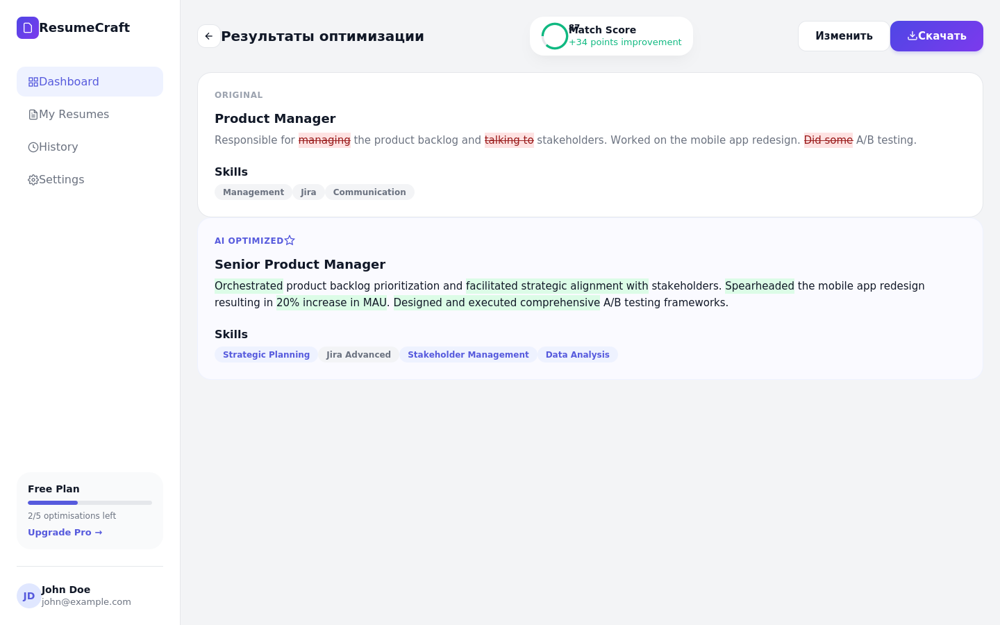 ResumeCraft
Dashboard
My Resumes
History
Settings
Free Plan
2/5 optimisations left
Upgrade Pro →
JD
John Doe
john@example.com
Результаты оптимизации
87
Match Score
+34 points improvement
Изменить
Скачать
ORIGINAL
Product Manager
Responsible for managing the product backlog and talking to stakeholders. Worked on the mobile app redesign. Did some A/B testing.
Skills
Management Jira Communication
AI OPTIMIZED
Senior Product Manager
Orchestrated product backlog prioritization and facilitated strategic alignment with stakeholders. Spearheaded the mobile app redesign
resulting in 20% increase in MAU. Designed and executed comprehensive A/B testing frameworks.
Skills
Strategic Planning Jira Advanced Stakeholder Management Data Analysis